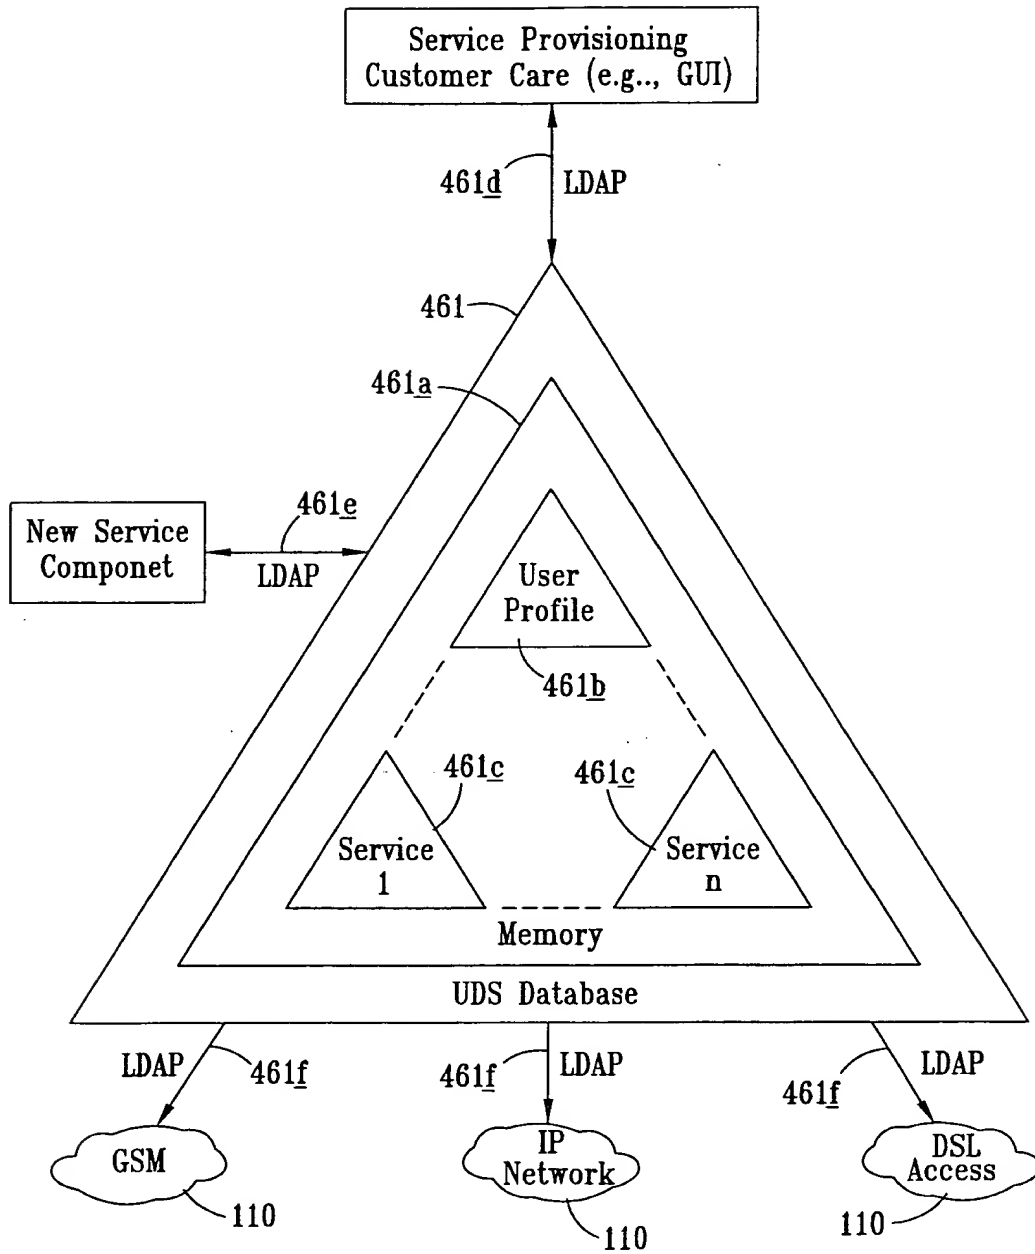 Service Provisioning
Customer Care (e.g.., GUI)
461d
LDAP
461
461a
461e
New Service
Componet
LDAP
User
Profile
461b
461c
461c
Service
1
Service
n
Memory
UDS Database
LDAP
461f
461f
LDAP
461f
LDAP
GSM
IP
Network
DSL
Access
110
110
110